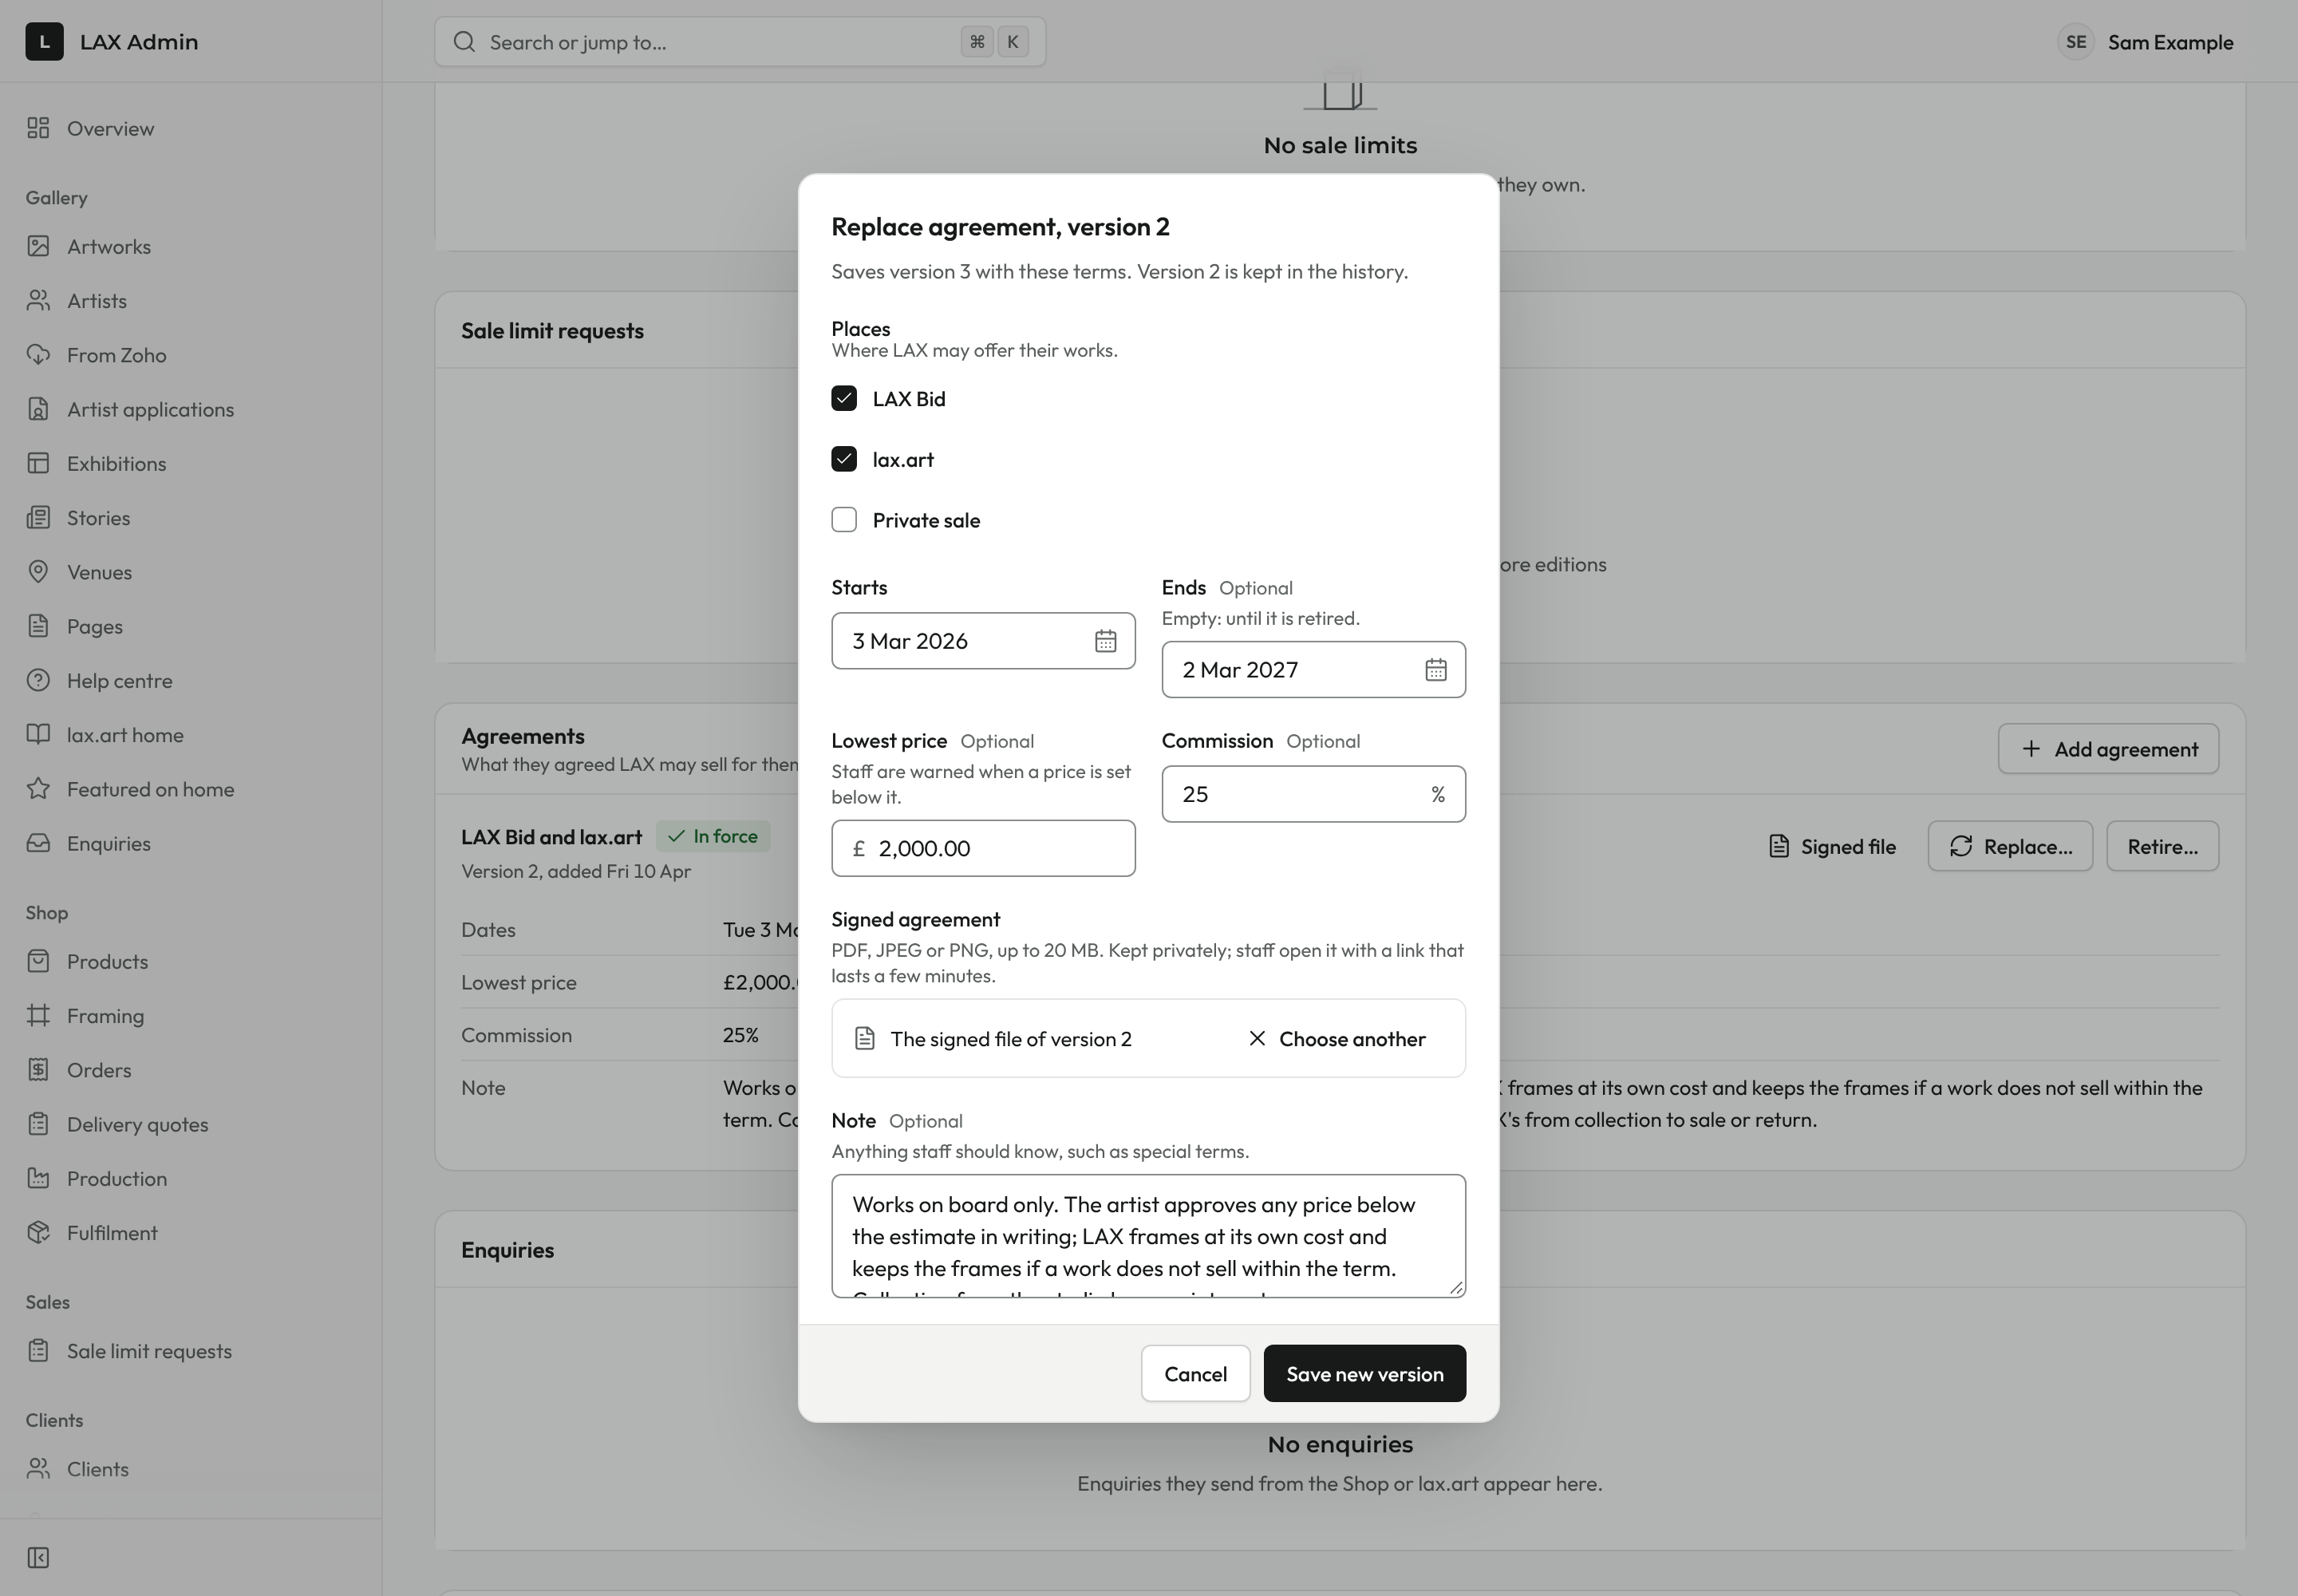 L LAX Admin
Search or jump to...
⌘ K
SE Sam Example
Overview
Gallery
Artworks
Artists
From Zoho
Artist applications
Exhibitions
Stories
Venues
Pages
Help centre
lax.art home
Featured on home
Enquiries
Shop
Products
Framing
Orders
Delivery quotes
Production
Fulfilment
Sales
Sale limit requests
Clients
Clients
No sale limits
they own.
Sale limit requests
editions
Agreements
What they agreed LAX may sell for
Add agreement
LAX Bid and lax.art In force
Version 2, added Fri 10 Apr
Signed file
Replace...
Retire...
Dates
Tue 3
Lowest price
£2,000.
Commission
25%
Note
Works
frames at its own cost and keeps the frames if a work does not sell within the
term.
from collection to sale or return.
Enquiries
No enquiries
Enquiries they send from the Shop or lax.art appear here.
Replace agreement, version 2
Saves version 3 with these terms. Version 2 is kept in the history.
Places
Where LAX may offer their works.
LAX Bid
lax.art
Private sale
Starts
3 Mar 2026
Ends Optional
Empty: until it is retired.
2 Mar 2027
Lowest price Optional
Staff are warned when a price is set
below it.
£ 2,000.00
Commission Optional
25 %
Signed agreement
PDF, JPEG or PNG, up to 20 MB. Kept privately; staff open it with a link that
lasts a few minutes.
The signed file of version 2
Choose another
Note Optional
Anything staff should know, such as special terms.
Works on board only. The artist approves any price below
the estimate in writing; LAX frames at its own cost and
keeps the frames if a work does not sell within the term.
Cancel
Save new version